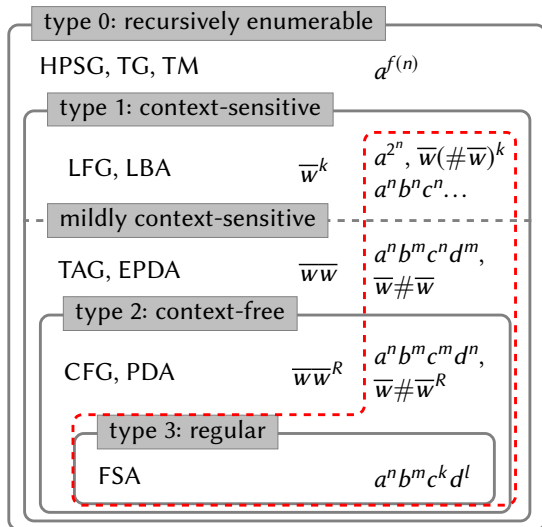 type 0: recursively enumerable
HPSG, TG, TM a^{f(n)}
type 1: context-sensitive
LFG, LBA w̅^k a^{2^n}, w̅(#w̅)^k
a^n b^n c^n…
mildly context-sensitive
TAG, EPDA w̅w̅ a^n b^m c^n d^m,
w̅#w̅
type 2: context-free
CFG, PDA w̅w̅^R a^n b^m c^m d^n,
w̅#w̅^R
type 3: regular
FSA a^n b^m c^k d^l